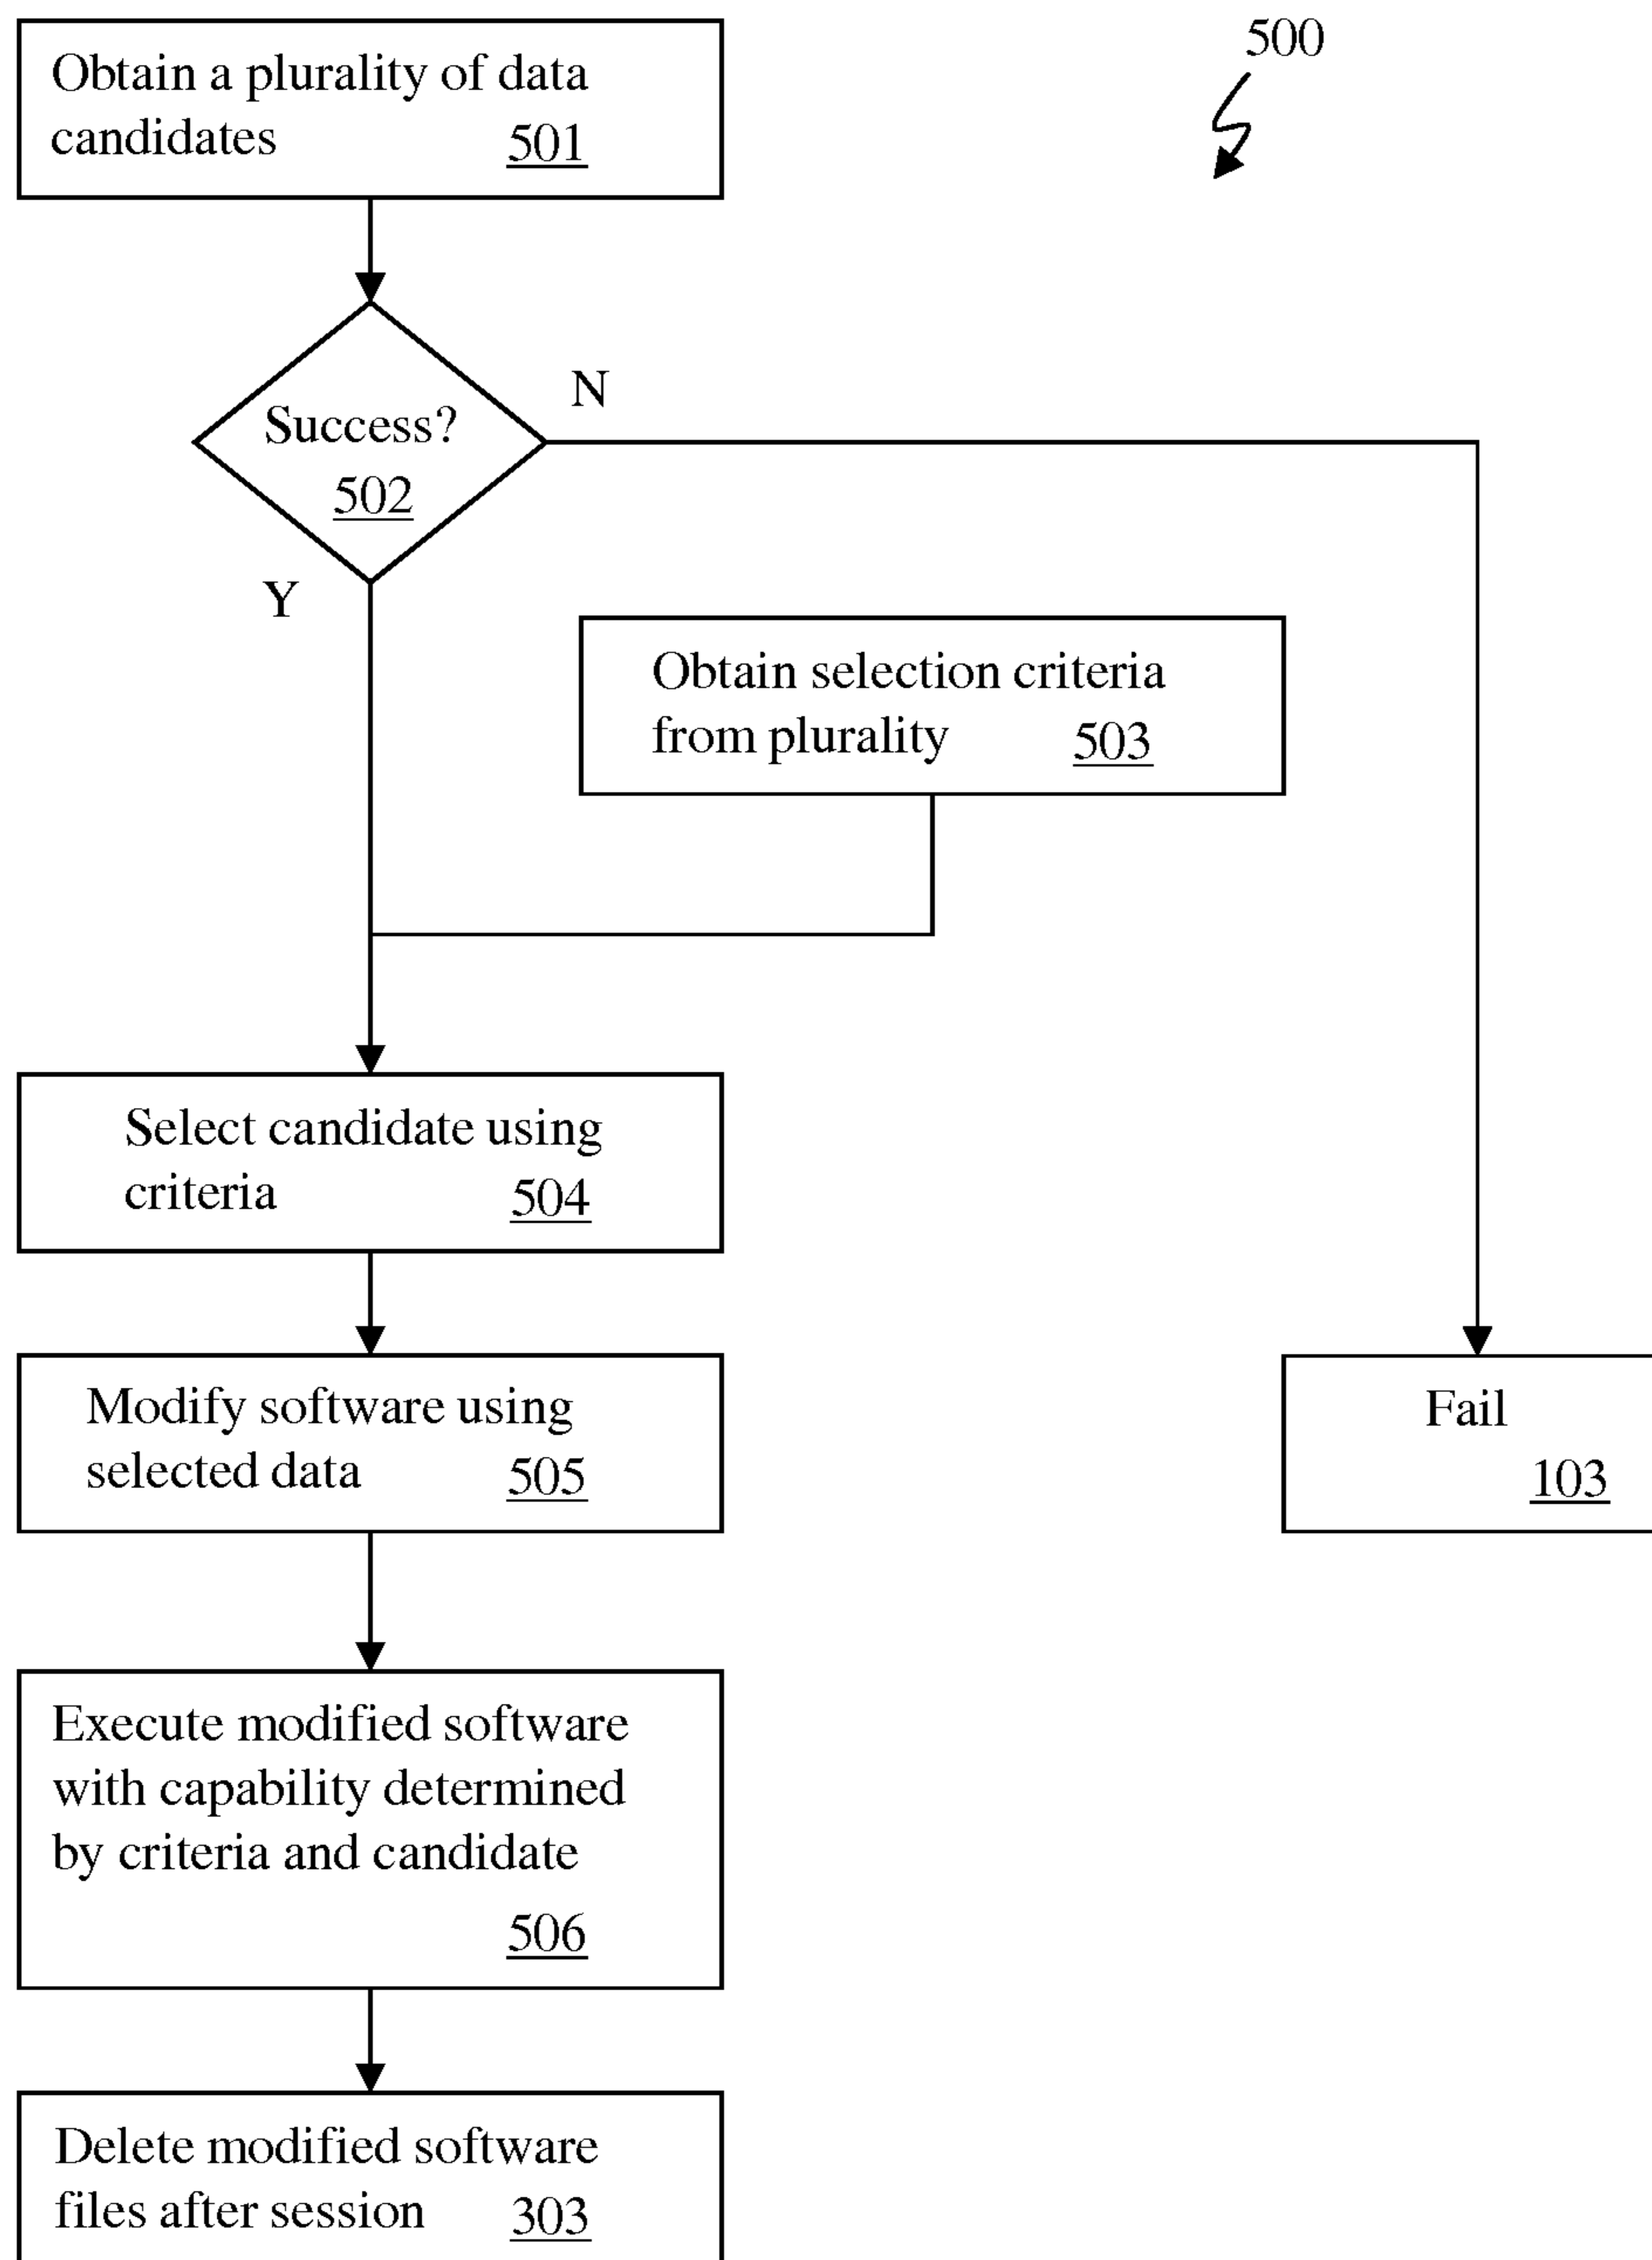 Obtain a plurality of data
candidates 501
500
Success?
502
N
Y
Obtain selection criteria
from plurality 503
Select candidate using
criteria 504
Modify software using
selected data 505
Fail
103
Execute modified software
with capability determined
by criteria and candidate
506
Delete modified software
files after session 303